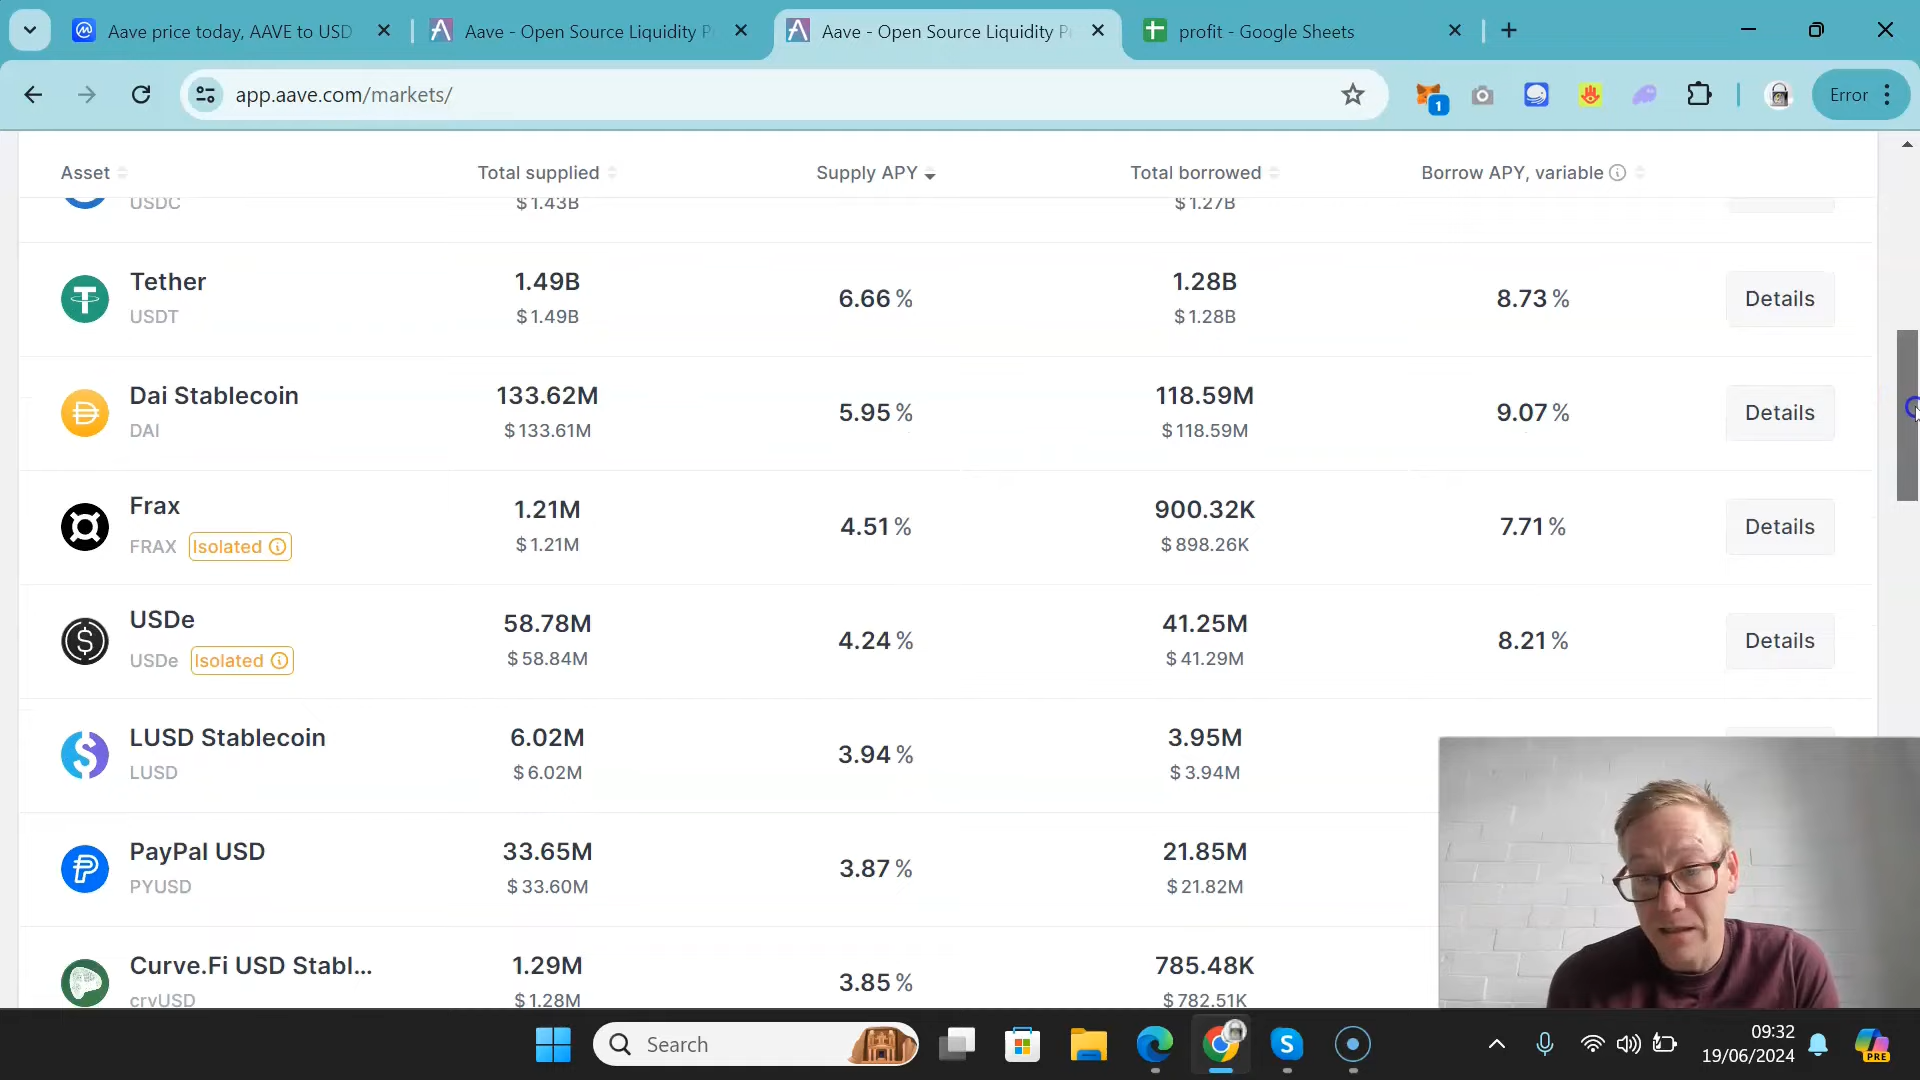 Aave price today, AAVE to USD
Aave - Open Source Liquidity P
Aave - Open Source Liquidity P
profit - Google Sheets
app.aave.com/markets/
1
Error
Asset
Total supplied
Supply APY
Total borrowed
Borrow APY, variable
USDC
$ 1.43B
$ 1.27B
Tether
USDT
1.49B
$ 1.49B
6.66 %
1.28B
$ 1.28B
8.73 %
Details
Dai Stablecoin
DAI
133.62M
$ 133.61M
5.95 %
118.59M
$ 118.59M
9.07 %
Details
Frax
FRAX Isolated
1.21M
$ 1.21M
4.51 %
900.32K
$ 898.26K
7.71 %
Details
USDe
USDe Isolated
58.78M
$ 58.84M
4.24 %
41.25M
$ 41.29M
8.21 %
Details
LUSD Stablecoin
LUSD
6.02M
$ 6.02M
3.94 %
3.95M
$ 3.94M
PayPal USD
PYUSD
33.65M
$ 33.60M
3.87 %
21.85M
$ 21.82M
Curve.Fi USD Stabl...
crvUSD
1.29M
$ 1.28M
3.85 %
785.48K
$ 782.51K
Search
09:32
19/06/2024
PRE